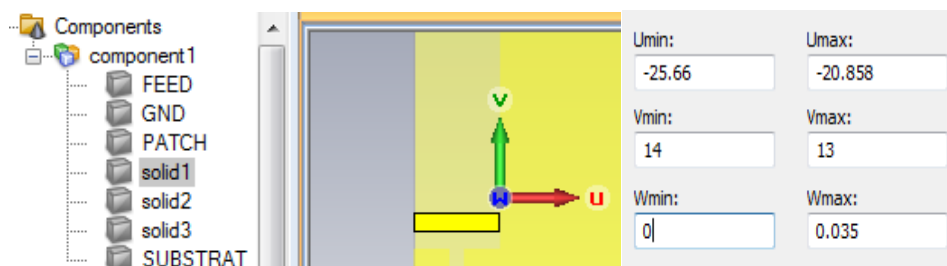 Components
component1
FEED
GND
PATCH
solid1
solid2
solid3
SUBSTRAT
v
w
u
Umin: Umax:
-25.66 -20.858
Vmin: Vmax:
14 13
Wmin: Wmax:
0 0.035